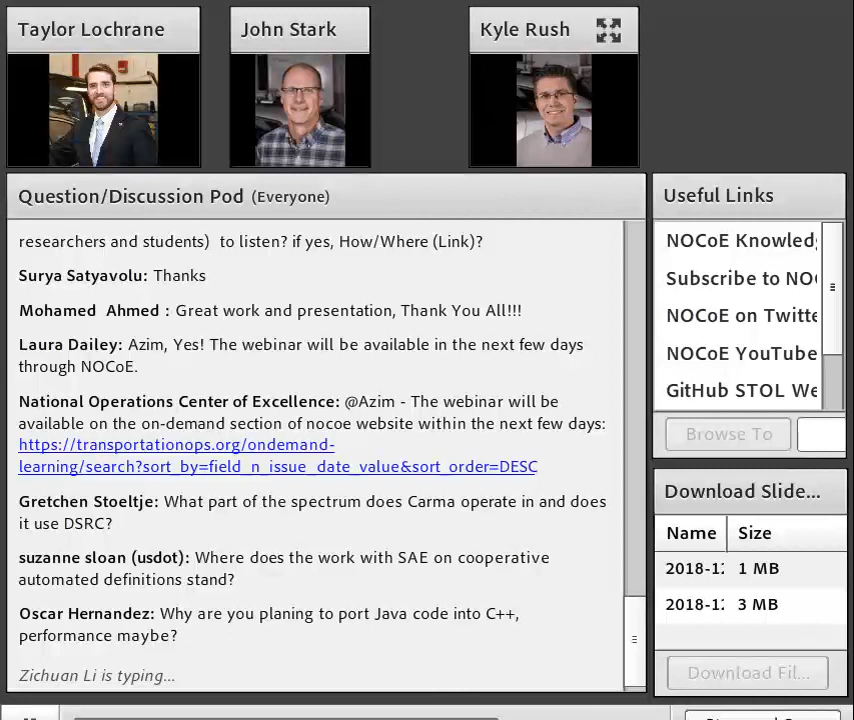 Taylor Lochrane
John Stark
Kyle Rush
Question/Discussion Pod (Everyone)
researchers and students) to listen? if yes, How/Where (Link)?
Surya Satyavolu: Thanks
Mohamed Ahmed : Great work and presentation, Thank You All!!!
Laura Dailey: Azim, Yes! The webinar will be available in the next few days
through NOCoE.
National Operations Center of Excellence: @Azim - The webinar will be
available on the on-demand section of nocoe website within the next few days:
https://transportationops.org/ondemand-
learning/search?sort_by=field_n_issue_date_value&sort_order=DESC
Gretchen Stoeltje: What part of the spectrum does Carma operate in and does
it use DSRC?
suzanne sloan (usdot): Where does the work with SAE on cooperative
automated definitions stand?
Oscar Hernandez: Why are you planing to port Java code into C++,
performance maybe?
Zichuan Li is typing...
Useful Links
NOCoE Knowled
Subscribe to NO
NOCoE on Twitte
NOCoE YouTube
GitHub STOL We
Browse To
Download Slide...
Name Size
2018-12 1 MB
2018-12 3 MB
Download Fil...